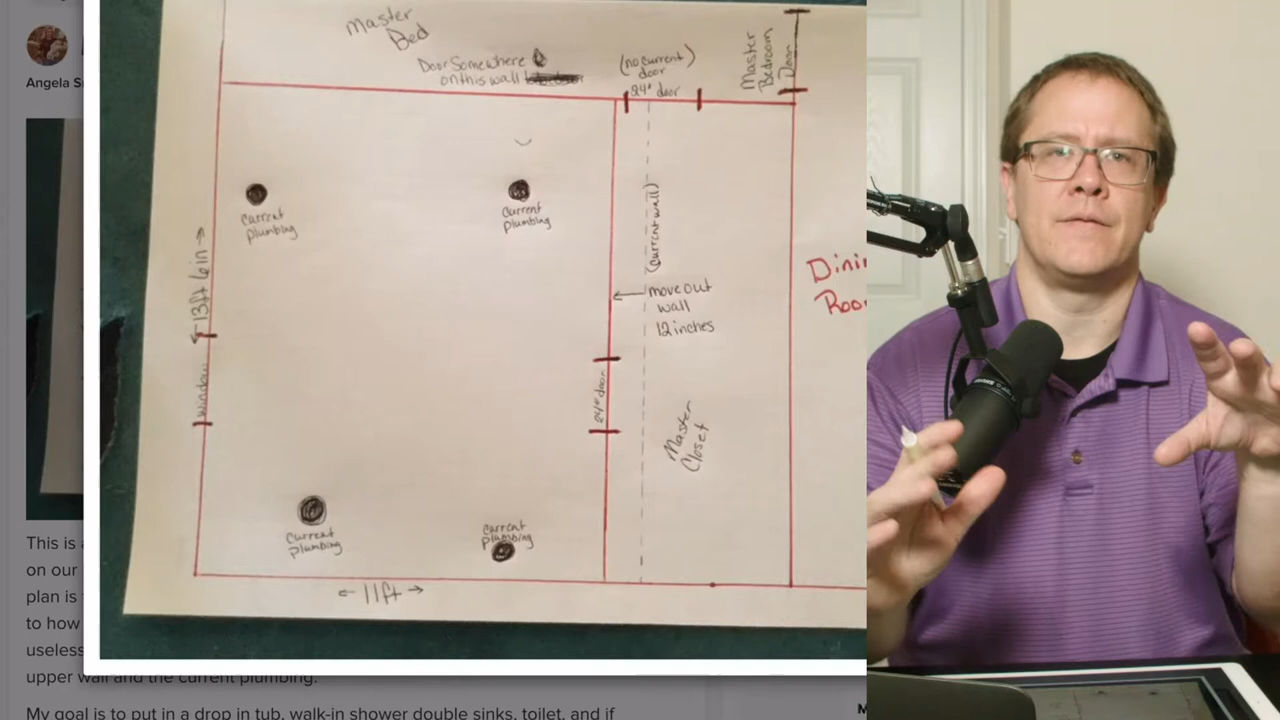 Angela S
Master
Bed
Door Somewhere
on this wall
(no current)
door
24" door
Master
Bedroom
Door
Current
plumbing
Current
plumbing
(current wall)
← 13ft 6in →
move out
wall
12 inches
Dini
Roo
window
24" door
Master
Closet
Current
plumbing
Current
plumbing
← 11ft →
This is
on our
plan is
to how
useless
upper wall and the current plumbing.
My goal is to put in a drop in tub, walk-in shower double sinks, toilet, and if
M